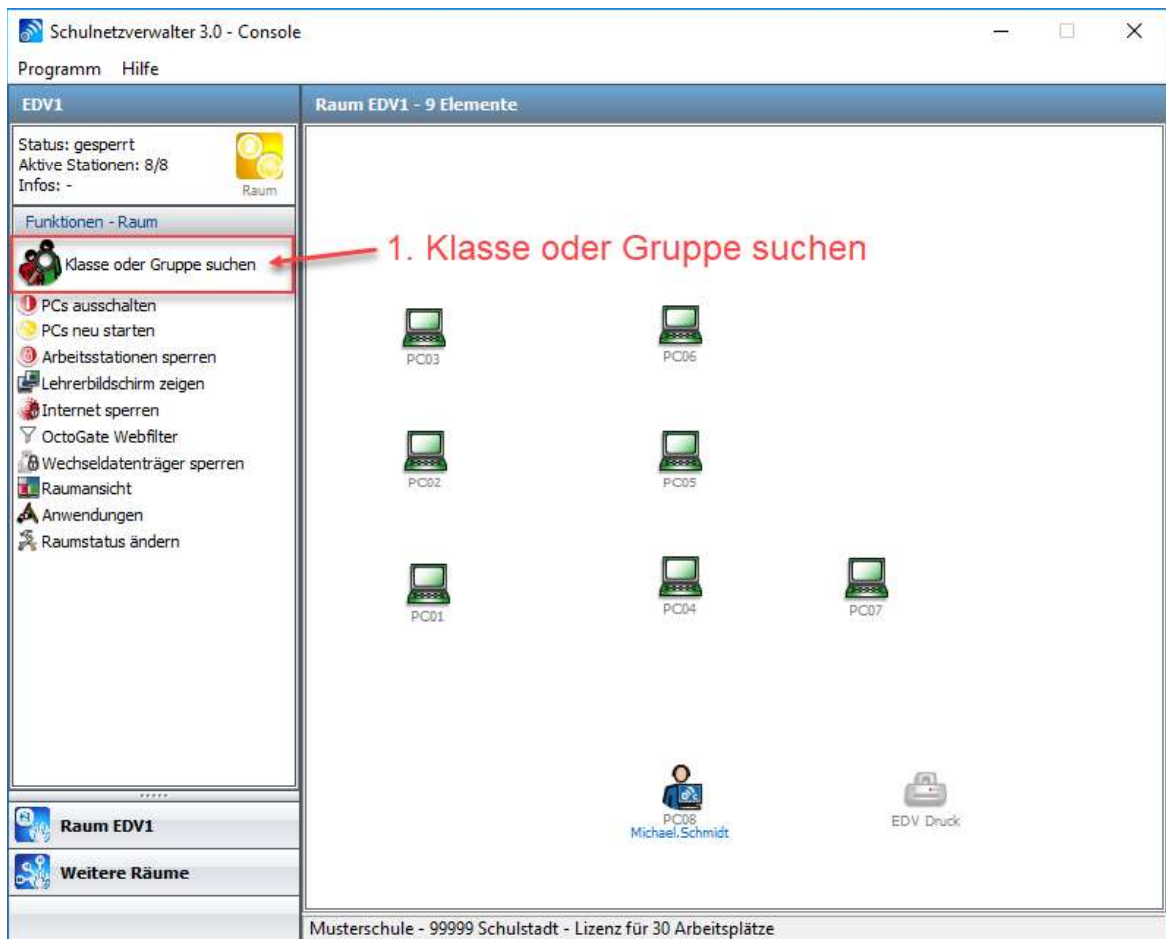 Schulnetzverwalter 3.0 - Console
Programm Hilfe
EDV1
Raum EDV1 - 9 Elemente
Status: gesperrt
Aktive Stationen: 8/8
Infos: -
Raum
Funktionen - Raum
Klasse oder Gruppe suchen
1. Klasse oder Gruppe suchen
PCs ausschalten
PCs neu starten
Arbeitsstationen sperren
Lehrerbildschirm zeigen
Internet sperren
OctoGate Webfilter
Wechseldatenträger sperren
Raumansicht
Anwendungen
Raumstatus ändern
PC03
PC06
PC02
PC05
PC01
PC04
PC07
PC08
Michael.Schmidt
EDV Druck
Raum EDV1
Weitere Räume
Musterschule - 99999 Schulstadt - Lizenz für 30 Arbeitsplätze